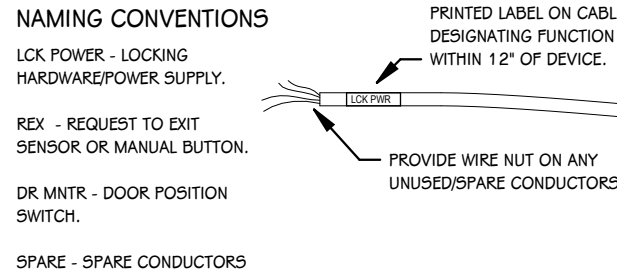 NAMING CONVENTIONS
LCK POWER - LOCKING
HARDWARE/POWER SUPPLY.
REX - REQUEST TO EXIT
SENSOR OR MANUAL BUTTON.
DR MNTR - DOOR POSITION
SWITCH.
SPARE - SPARE CONDUCTORS
PRINTED LABEL ON CABL
DESIGNATING FUNCTION
WITHIN 12" OF DEVICE.
LCK PWR
PROVIDE WIRE NUT ON ANY
UNUSED/SPARE CONDUCTORS